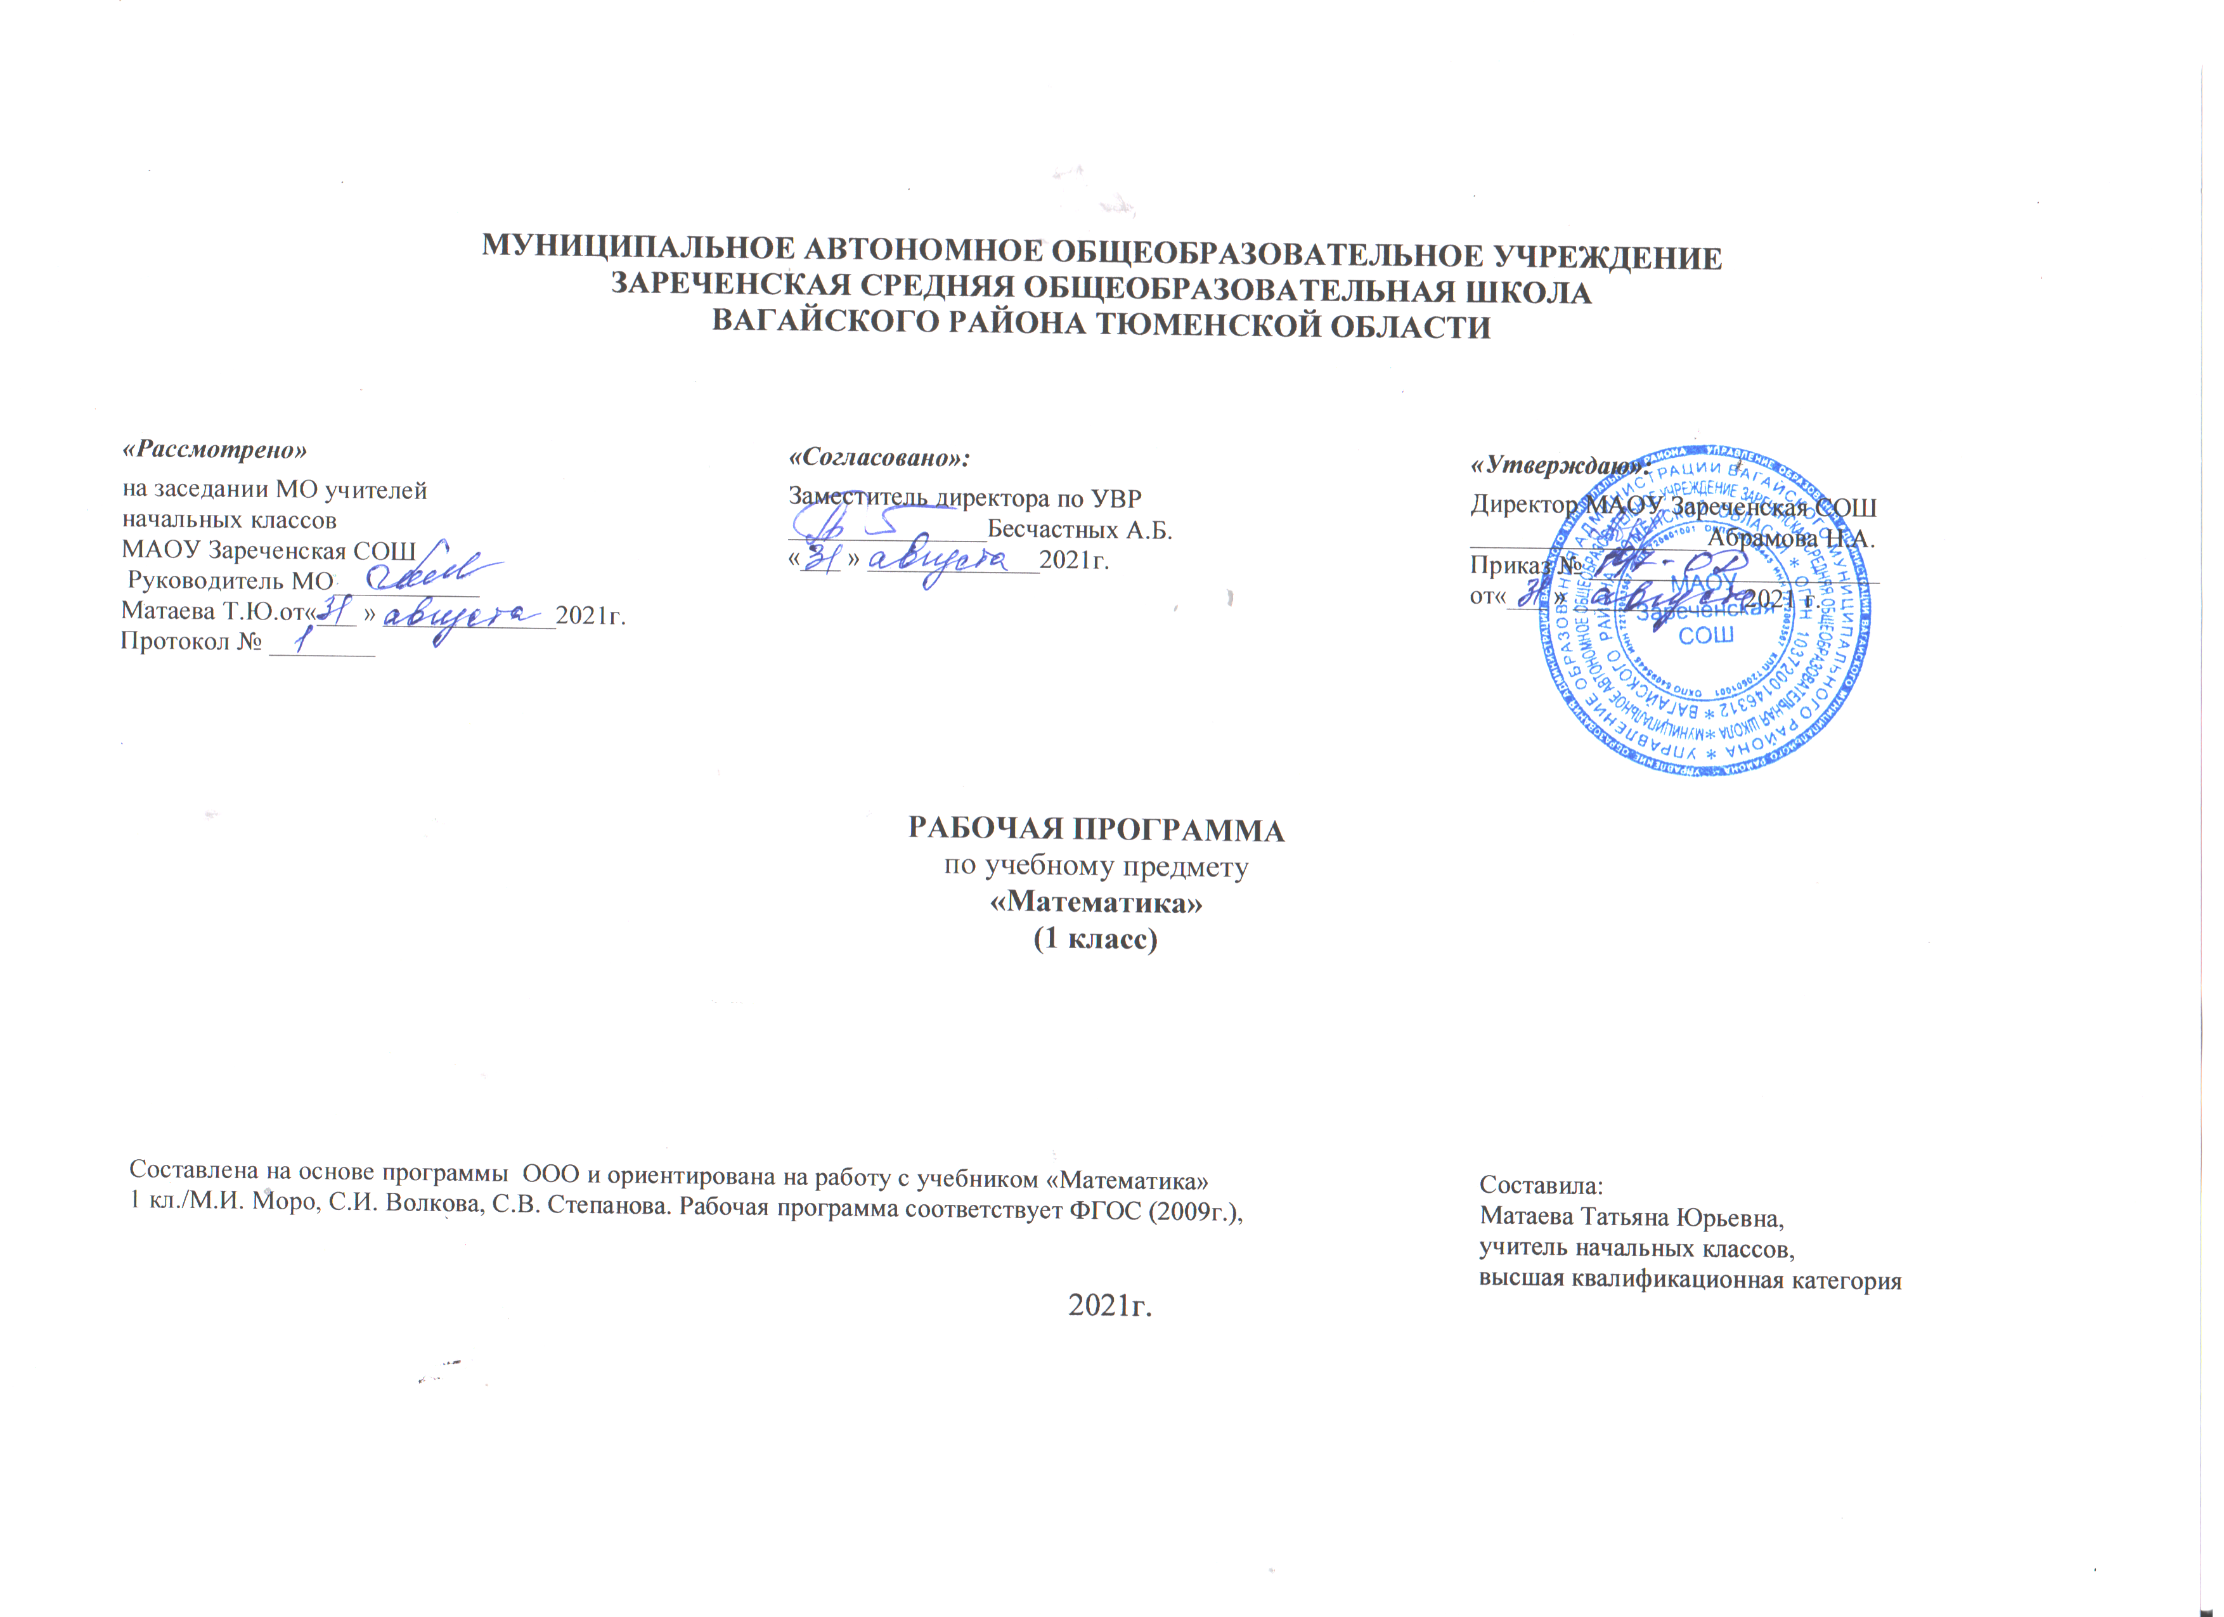 МУНИЦИПАЛЬНОЕ АВТОНОМНОЕ ОБЩЕОБРАЗОВАТЕЛЬНОЕ УЧРЕЖДЕНИЕ
ЗАРЕЧЕНСКАЯ СРЕДНЯЯ ОБЩЕОБРАЗОВАТЕЛЬНАЯ ШКОЛА
ВАГАЙСКОГО РАЙОНА ТЮМЕНСКОЙ ОБЛАСТИ
«Рассмотрено»
на заседании МО учителей
начальных классов
МАОУ Зареченская СОШ
Руководитель МО
Матаева Т.Ю.от«31 » августа 2021г.
Протокол № 1
«Согласовано»:
Заместитель директора по УВР
Бесчастных А.Б.
«31 » августа 2021г.
«Утверждаю»:
Директор МАОУ Зареченская СОШ
Абрамова Н.А.
Приказ №
от« 31 » августа 2021 г.
МАОУ
Зареченская
СОШ
РАБОЧАЯ ПРОГРАММА
по учебному предмету
«Математика»
(1 класс)
Составлена на основе программы ООО и ориентирована на работу с учебником «Математика»
1 кл./М.И. Моро, С.И. Волкова, С.В. Степанова. Рабочая программа соответствует ФГОС (2009г.),
Составила:
Матаева Татьяна Юрьевна,
учитель начальных классов,
высшая квалификационная категория
2021г.